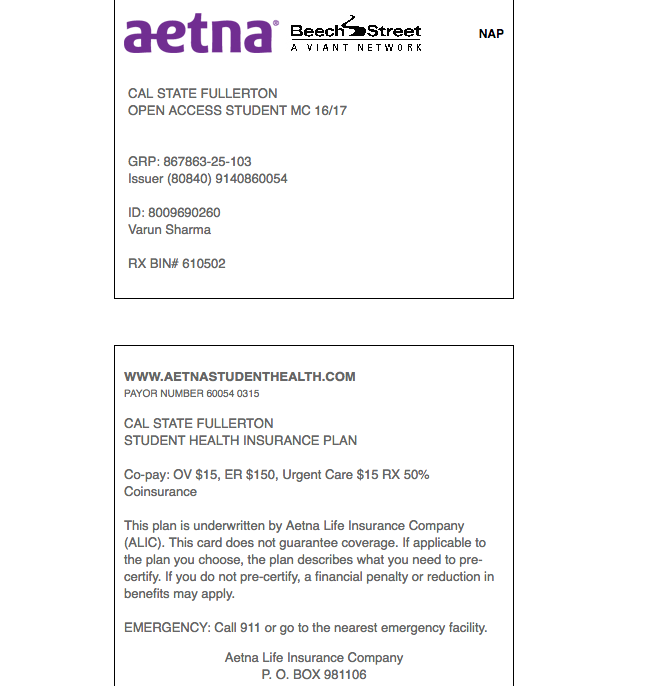 aetna® Beech Street NAP
A VIANT NETWORK
CAL STATE FULLERTON
OPEN ACCESS STUDENT MC 16/17
GRP: 867863-25-103
Issuer (80840) 9140860054
ID: 8009690260
Varun Sharma
RX BIN# 610502
WWW.AETNASTUDENTHEALTH.COM
PAYOR NUMBER 60054 0315
CAL STATE FULLERTON
STUDENT HEALTH INSURANCE PLAN
Co-pay: OV $15, ER $150, Urgent Care $15 RX 50%
Coinsurance
This plan is underwritten by Aetna Life Insurance Company
(ALIC). This card does not guarantee coverage. If applicable to
the plan you choose, the plan describes what you need to pre-
certify. If you do not pre-certify, a financial penalty or reduction in
benefits may apply.
EMERGENCY: Call 911 or go to the nearest emergency facility.
Aetna Life Insurance Company
P. O. BOX 981106